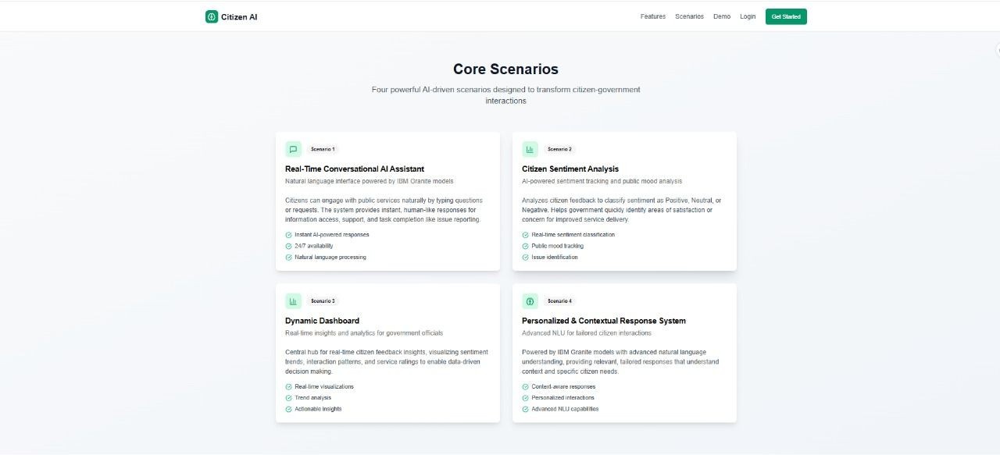 Citizen AI
Features
Scenarios
Demo
Login
Get Started
Core Scenarios
Four powerful AI-driven scenarios designed to transform citizen-government
interactions
Scenario 1
Real-Time Conversational AI Assistant
Natural language interface powered by IBM Granite models
Citizens can engage with public services naturally by typing questions
or requests. The system provides instant, human-like responses for
information access, support, and task completion like issue reporting.
Instant AI-powered responses
24/7 availability
Natural language processing
Scenario 2
Citizen Sentiment Analysis
AI-powered sentiment tracking and public mood analysis
Analyzes citizen feedback to classify sentiment as Positive, Neutral, or
Negative. Helps government quickly identify areas of satisfaction or
concern for improved service delivery.
Real-time sentiment classification
Public mood tracking
Issue identification
Scenario 3
Dynamic Dashboard
Real-time insights and analytics for government officials
Central hub for real-time citizen feedback insights, visualizing sentiment
trends, interaction patterns, and service ratings to enable data-driven
decision making.
Real-time visualizations
Trend analysis
Actionable insights
Scenario 4
Personalized & Contextual Response System
Advanced NLU for tailored citizen interactions
Powered by IBM Granite models with advanced natural language
understanding, providing relevant, tailored responses that understand
context and specific citizen needs.
Context-aware responses
Personalized interactions
Advanced NLU capabilities